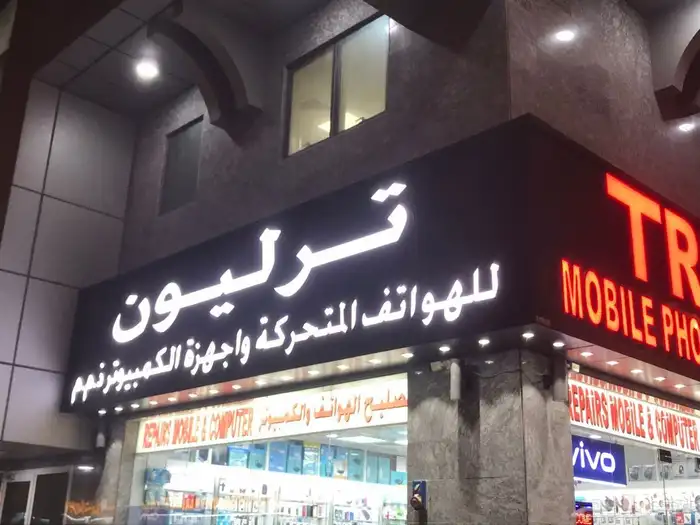 ترليون
للهواتف المتحركة واجهزة الكمبيوتر ذ.م.م
REPAIRS MOBILE & COMPUTER تصليح الهواتف والكمبيوتر
TR
MOBILE PHO
REPAIRS MOBILE & COMPUTER
vivo